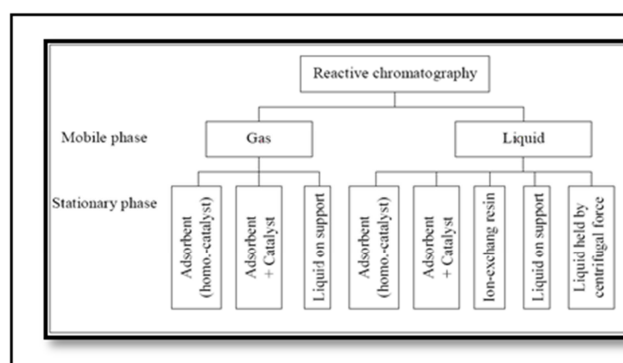 Reactive chromatography
Mobile phase
Gas
Liquid
Stationary phase
Adsorbent
(homo.-catalyst)
Adsorbent
+ Catalyst
Liquid on support
Adsorbent
(homo.-catalyst)
Adsorbent
+ Catalyst
Ion-exchang resin
Liquid on support
Liquid held by
centrifugal force